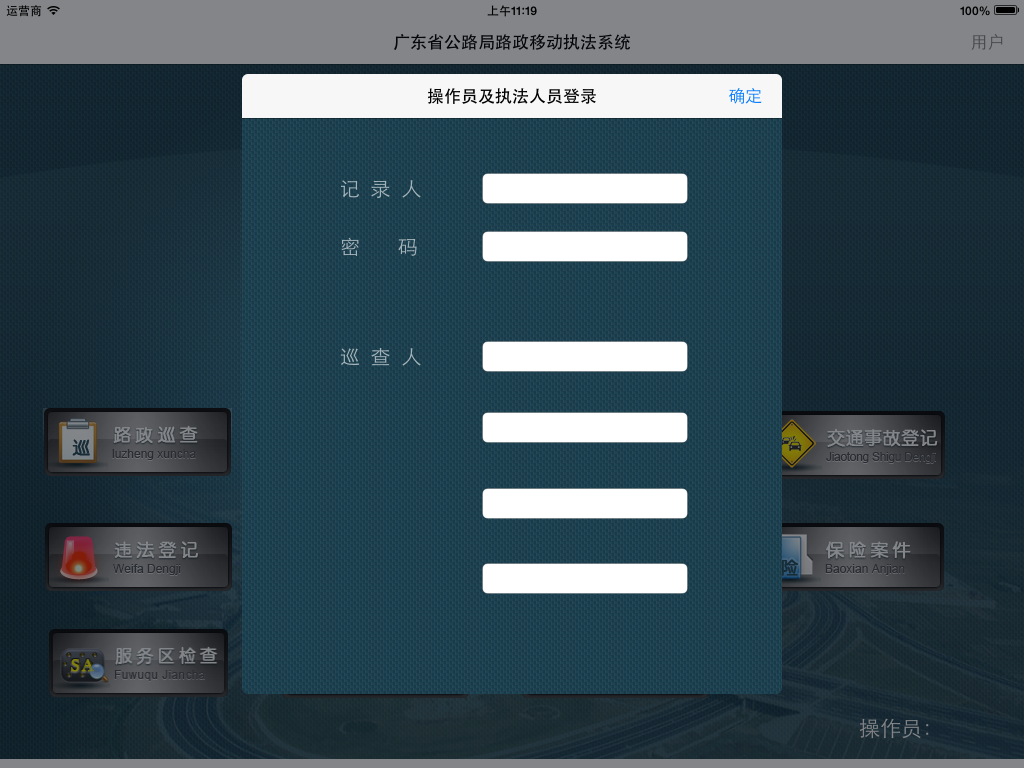 运营商 上午11:19 100%
广东省公路局路政移动执法系统 用户
操作员及执法人员登录 确定
记 录 人
密 码
巡 查 人
巡 路政巡查
luzheng xuncha
交通事故登记
Jiaotong Shigu Dengji
违法登记
Weifa Dengji
险 保险案件
Baoxian Anjian
SA 服务区检查
Fuwuqu Jiancha
操作员：